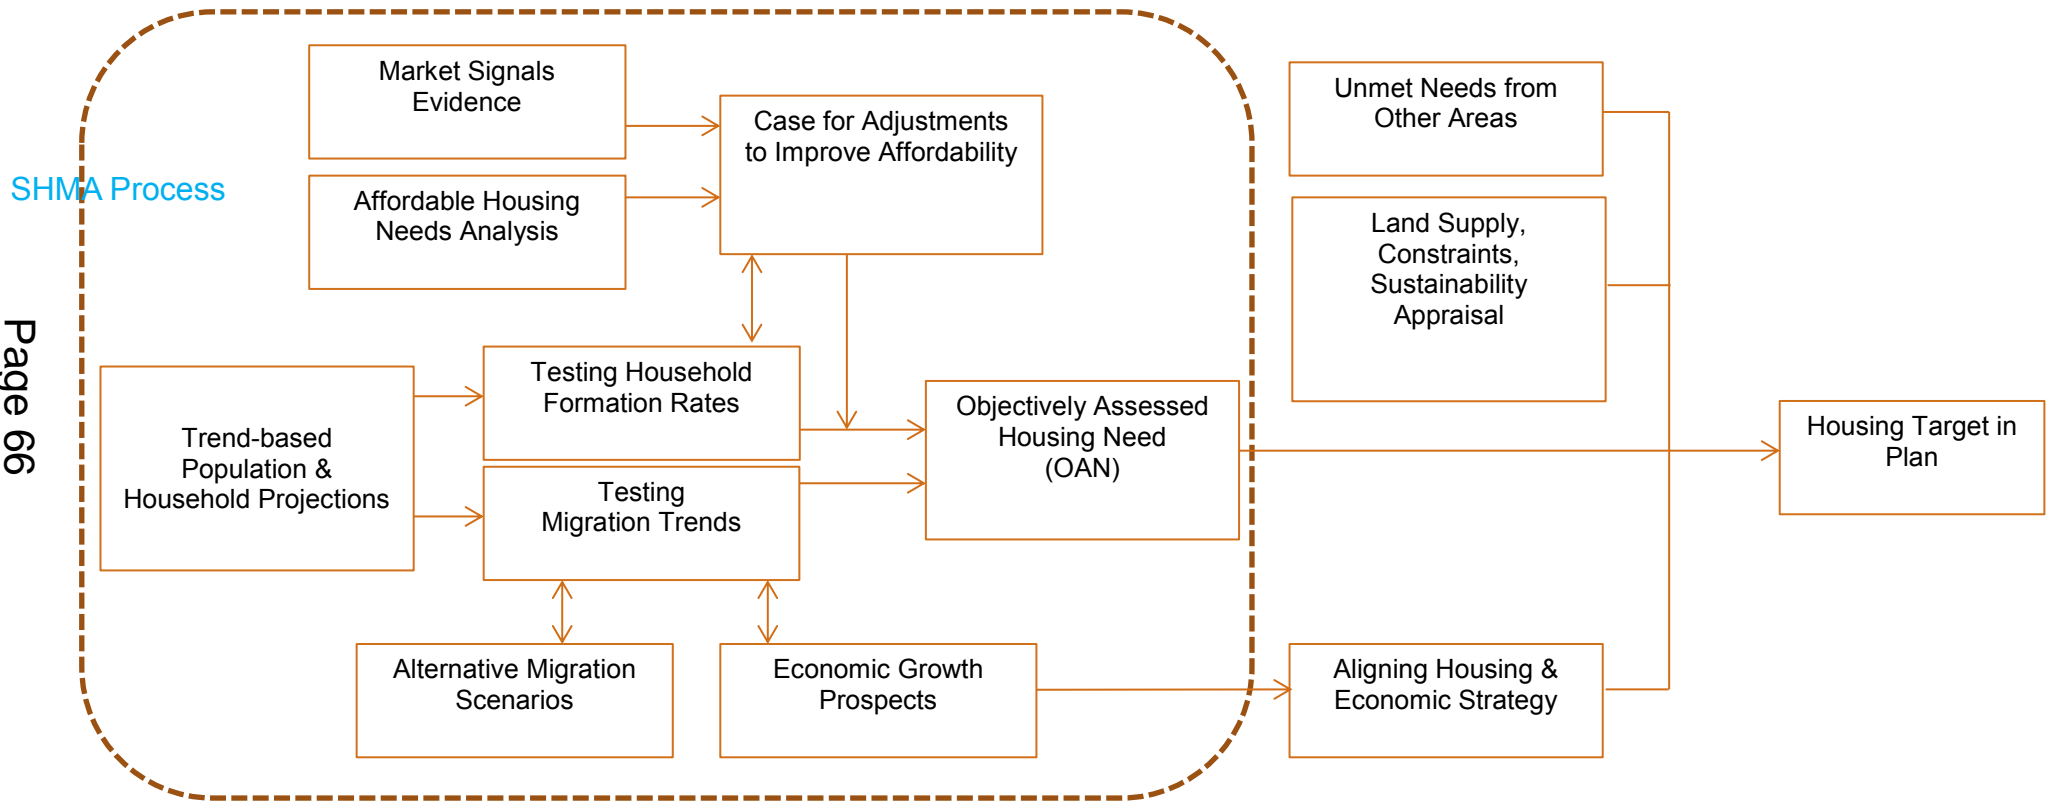 Market Signals
Evidence
Case for Adjustments
to Improve Affordability
Unmet Needs from
Other Areas
SHMA Process
Affordable Housing
Needs Analysis
Land Supply,
Constraints,
Sustainability
Appraisal
Page 66
Trend-based
Population &
Household Projections
Testing Household
Formation Rates
Testing
Migration Trends
Objectively Assessed
Housing Need
(OAN)
Housing Target in
Plan
Alternative Migration
Scenarios
Economic Growth
Prospects
Aligning Housing &
Economic Strategy